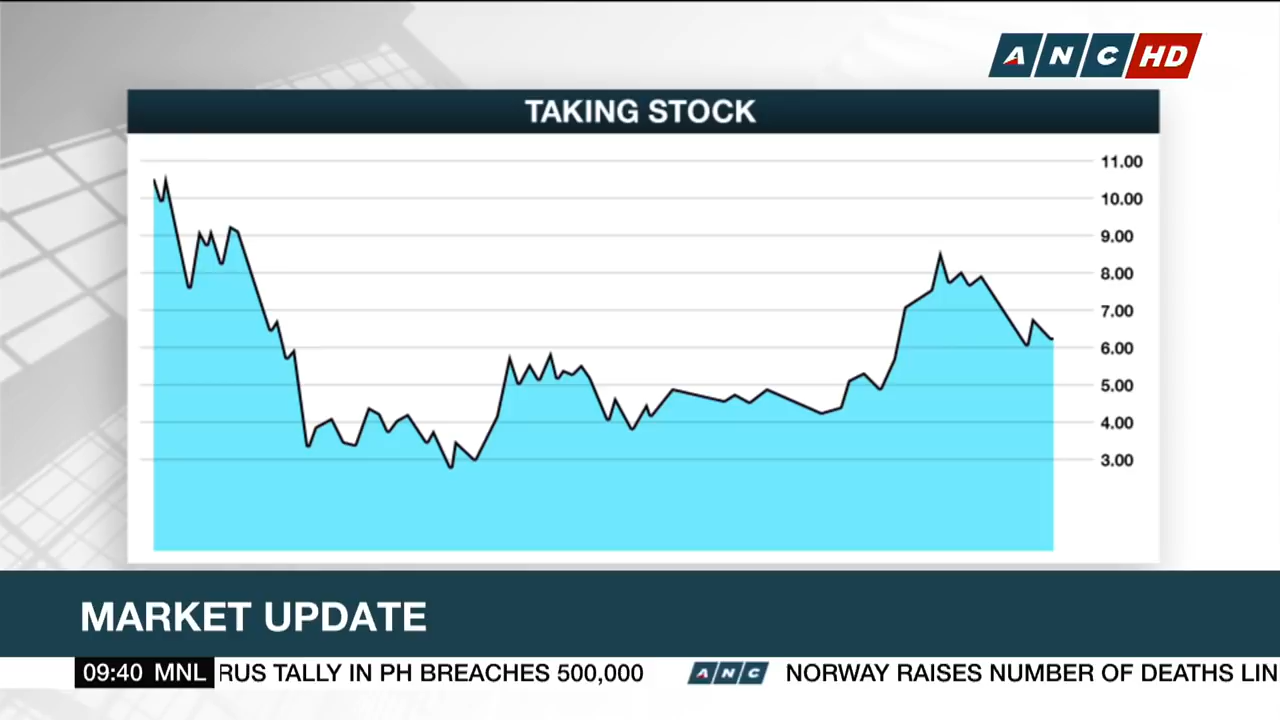 ANC HD
TAKING STOCK
11.00
10.00
9.00
8.00
7.00
6.00
5.00
4.00
3.00
MARKET UPDATE
09:40 MNL RUS TALLY IN PH BREACHES 500,000 ANC NORWAY RAISES NUMBER OF DEATHS LIN